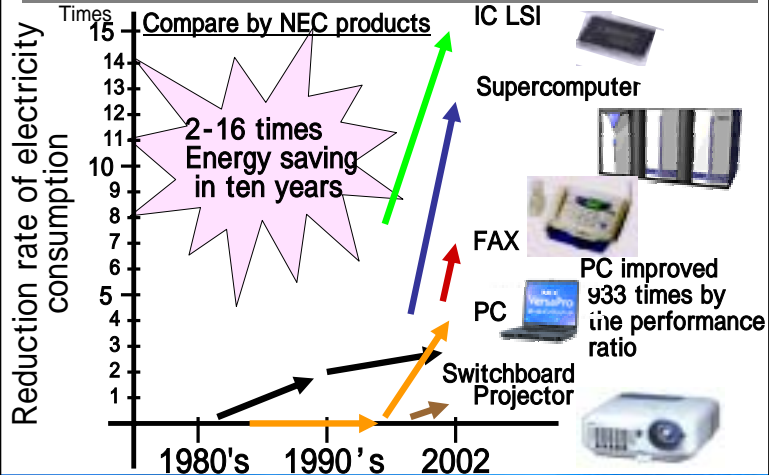 Times
Compare by NEC products
IC LSI
Supercomputer
2-16 times
Energy saving
in ten years
Reduction rate of electricity
consumption
15
14
13
12
11
10
9
8
7
6
5
4
3
2
1
FAX
PC
PC improved
933 times by
the performance
ratio
VersaPro
Switchboard
Projector
1980's
1990's
2002